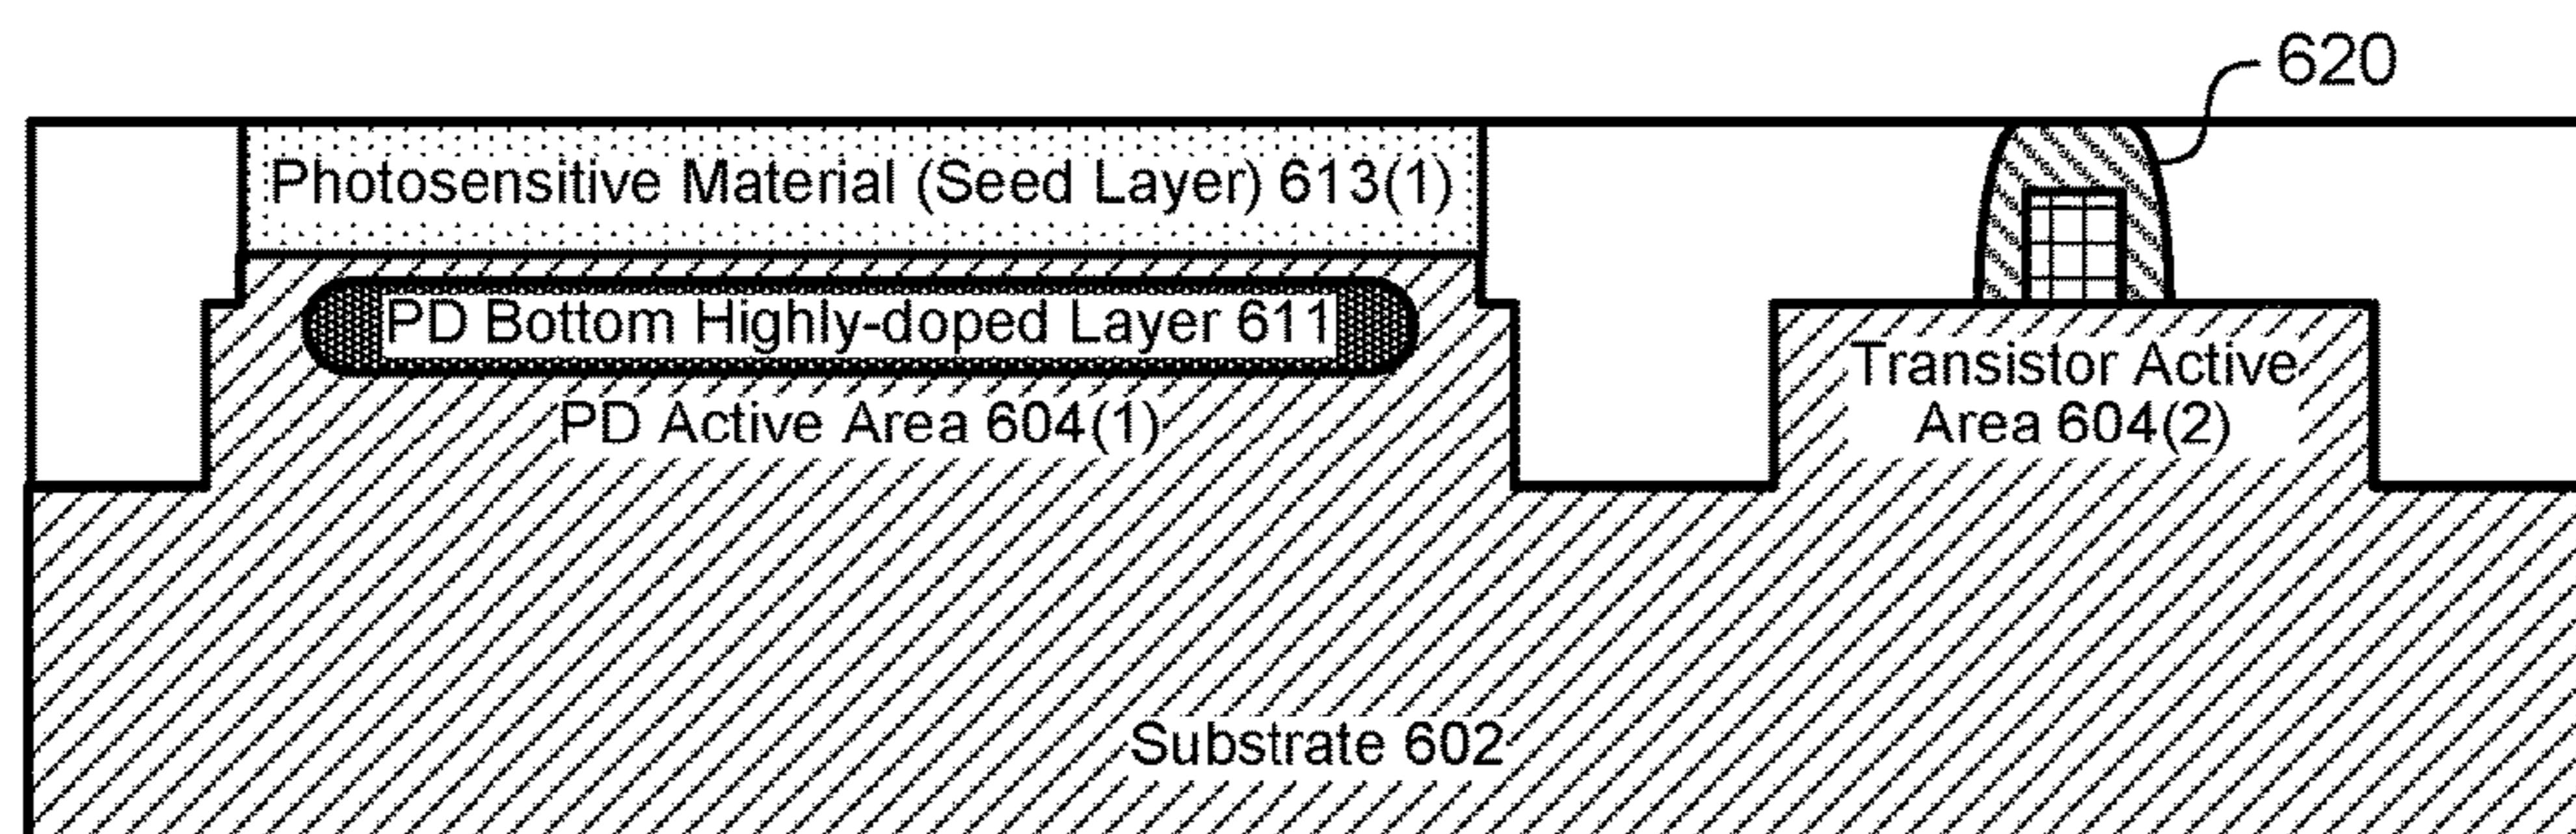 620
Photosensitive Material (Seed Layer) 613(1)
PD Bottom Highly-doped Layer 611
PD Active Area 604(1)
Transistor Active
Area 604(2)
Substrate 602